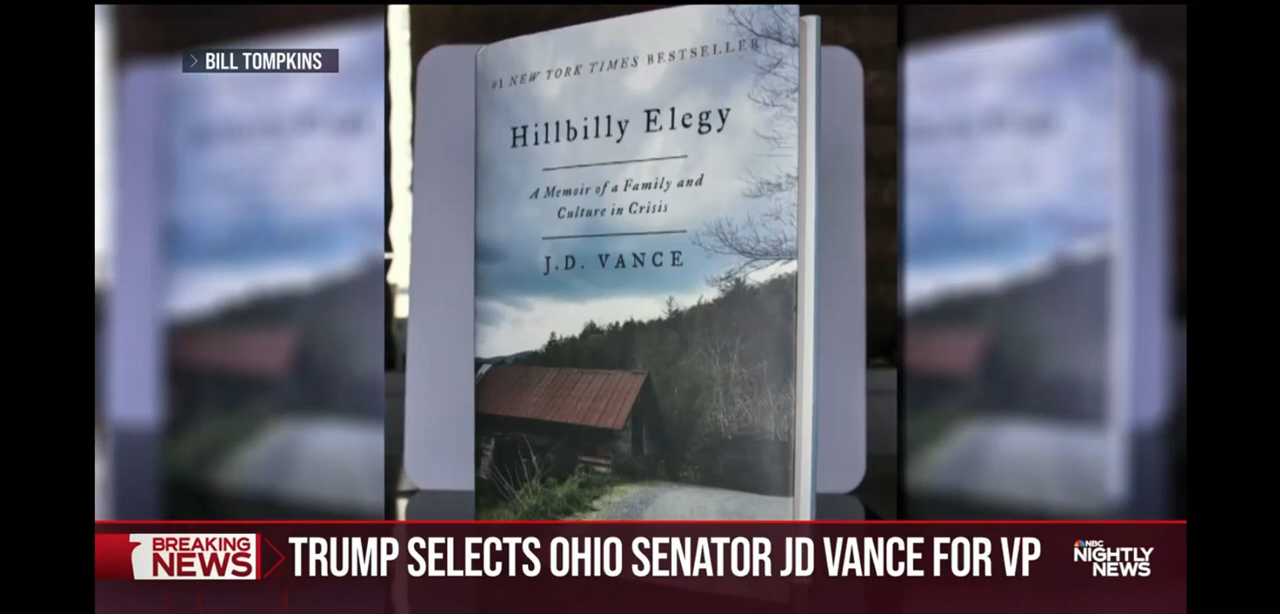 BILL TOMPKINS
#1 NEW YORK TIMES BESTSELLER
Hillbilly Elegy
A Memoir of a Family and
Culture in Crisis
J.D. VANCE
BREAKING
NEWS
TRUMP SELECTS OHIO SENATOR JD VANCE FOR VP
NBC
NIGHTLY
NEWS